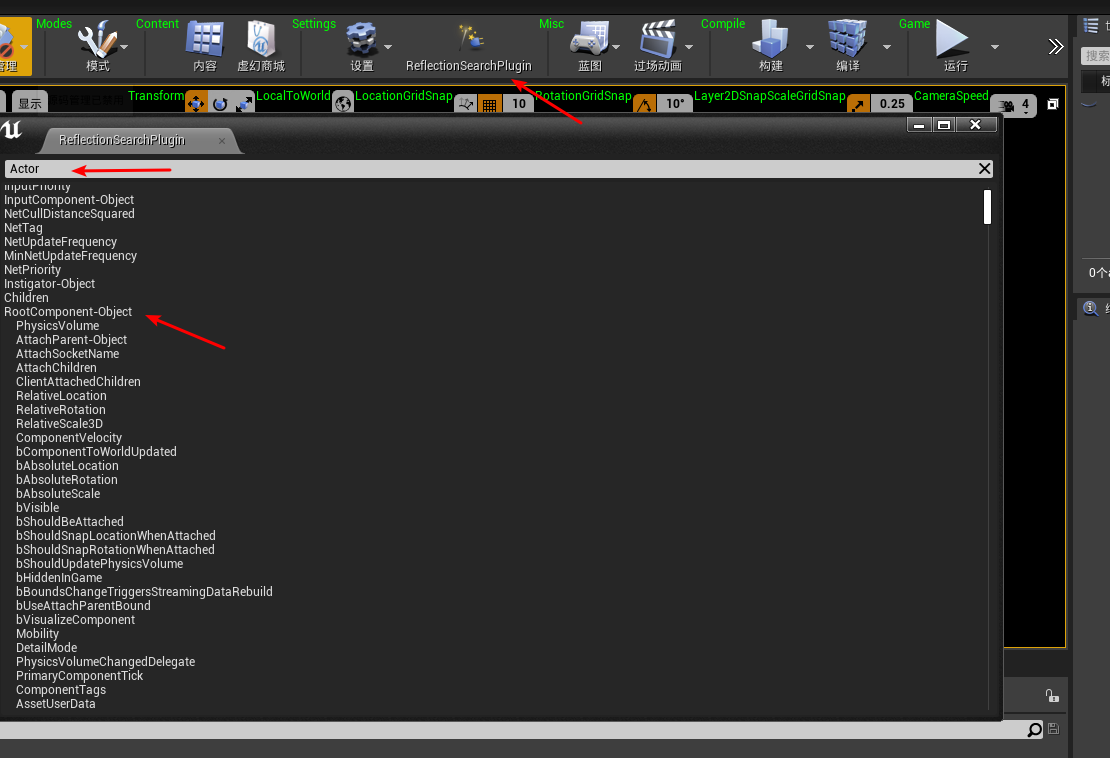 Modes
Content
Settings
Misc
Compile
Game
管理
模式
内容
虚幻商城
设置
ReflectionSearchPlugin
蓝图
过场动画
构建
编译
运行
搜索
显示
Transform
LocalToWorld
LocationGridSnap
10
RotationGridSnap
10°
Layer2DSnapScaleGridSnap
0.25
CameraSpeed
4
ReflectionSearchPlugin
Actor
InputPriority
InputComponent-Object
NetCullDistanceSquared
NetTag
NetUpdateFrequency
MinNetUpdateFrequency
NetPriority
Instigator-Object
Children
RootComponent-Object
PhysicsVolume
AttachParent-Object
AttachSocketName
AttachChildren
ClientAttachedChildren
RelativeLocation
RelativeRotation
RelativeScale3D
ComponentVelocity
bComponentToWorldUpdated
bAbsoluteLocation
bAbsoluteRotation
bAbsoluteScale
bVisible
bShouldBeAttached
bShouldSnapLocationWhenAttached
bShouldSnapRotationWhenAttached
bShouldUpdatePhysicsVolume
bHiddenInGame
bBoundsChangeTriggersStreamingDataRebuild
bUseAttachParentBound
bVisualizeComponent
Mobility
DetailMode
PhysicsVolumeChangedDelegate
PrimaryComponentTick
ComponentTags
AssetUserData
0个